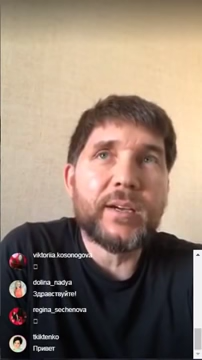 viktoriia.kosonogova
dolina_nadya
Здравствуйте!
regina_sechenova
tkiktenko
Привет